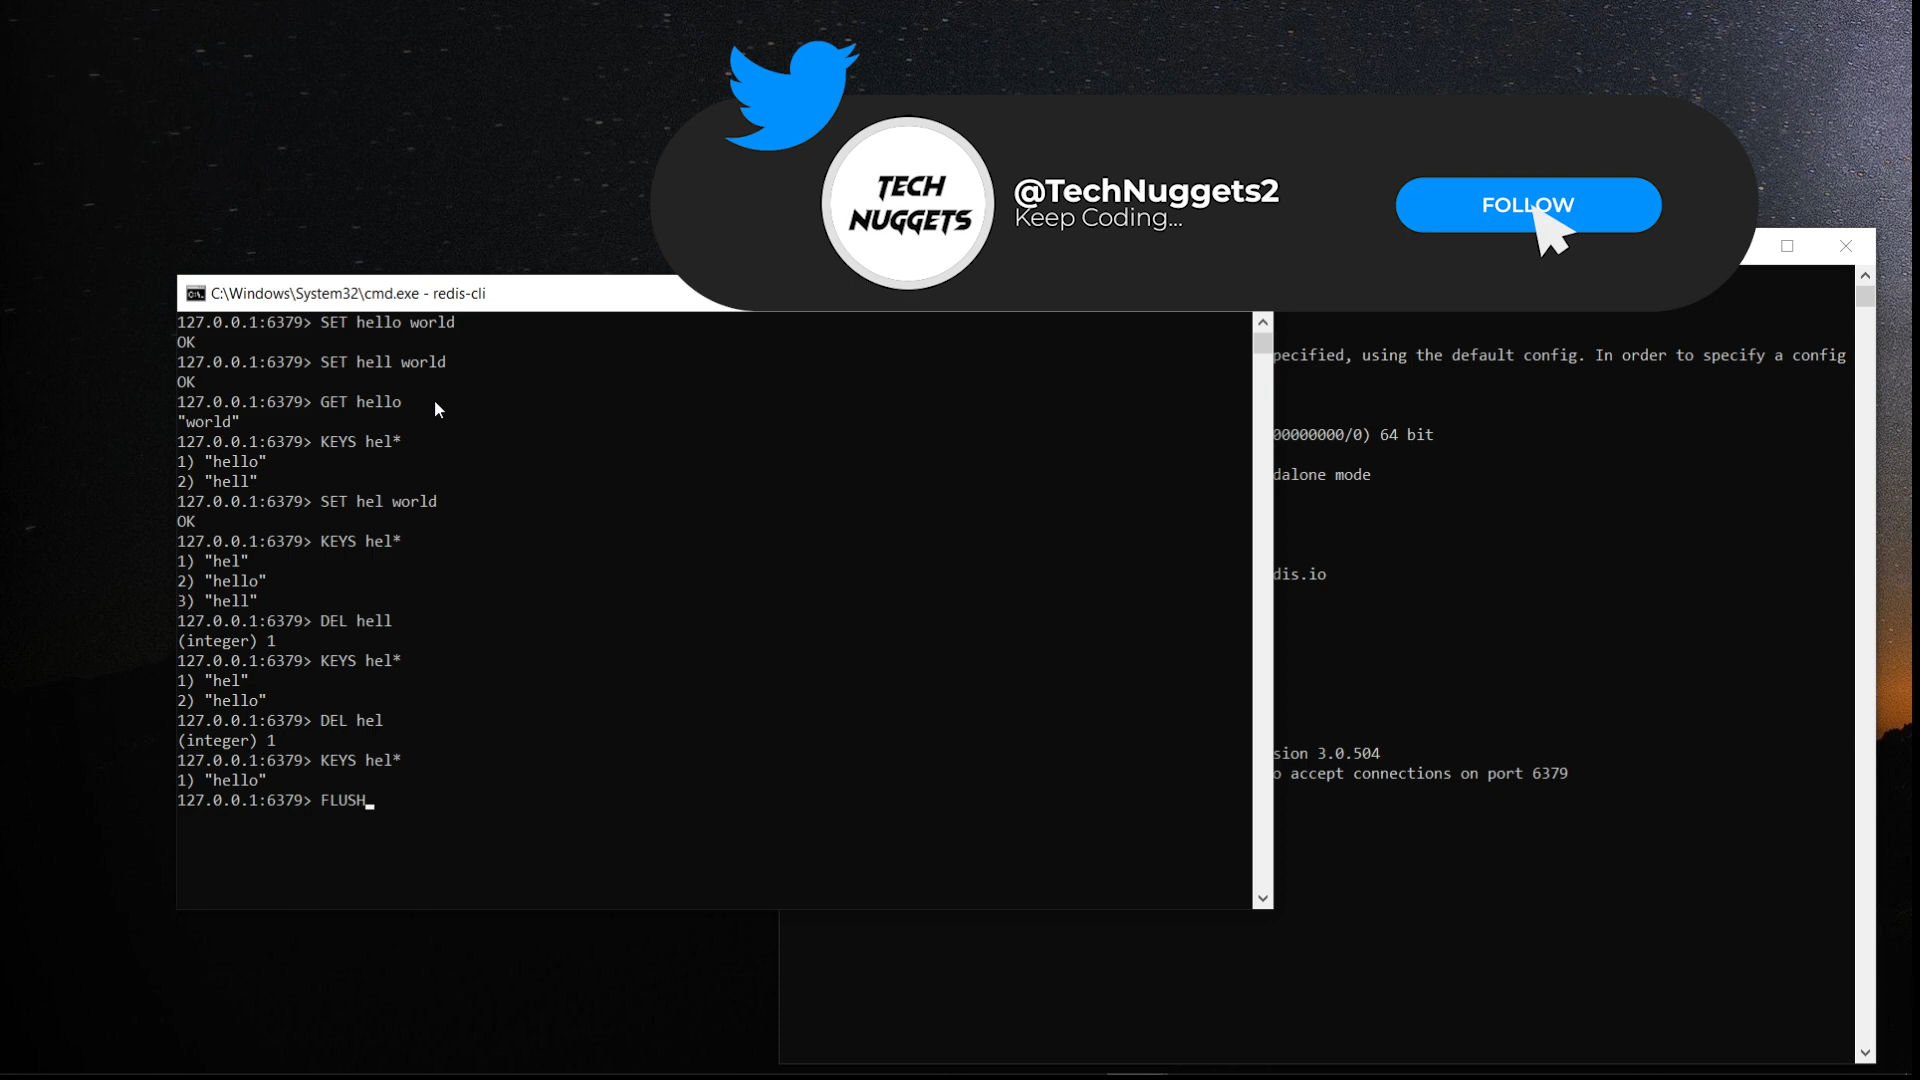 TECH
NUGGETS
@TechNuggets2
Keep Coding...
FOLLOW
C:\Windows\System32\cmd.exe - redis-cli
127.0.0.1:6379> SET hello world
OK
127.0.0.1:6379> SET hell world
OK
127.0.0.1:6379> GET hello
"world"
127.0.0.1:6379> KEYS hel*
1) "hello"
2) "hell"
127.0.0.1:6379> SET hel world
OK
127.0.0.1:6379> KEYS hel*
1) "hel"
2) "hello"
3) "hell"
127.0.0.1:6379> DEL hell
(integer) 1
127.0.0.1:6379> KEYS hel*
1) "hel"
2) "hello"
127.0.0.1:6379> DEL hel
(integer) 1
127.0.0.1:6379> KEYS hel*
1) "hello"
127.0.0.1:6379> FLUSH_
pecified, using the default config. In order to specify a config
00000000/0) 64 bit
dalone mode
dis.io
sion 3.0.504
o accept connections on port 6379